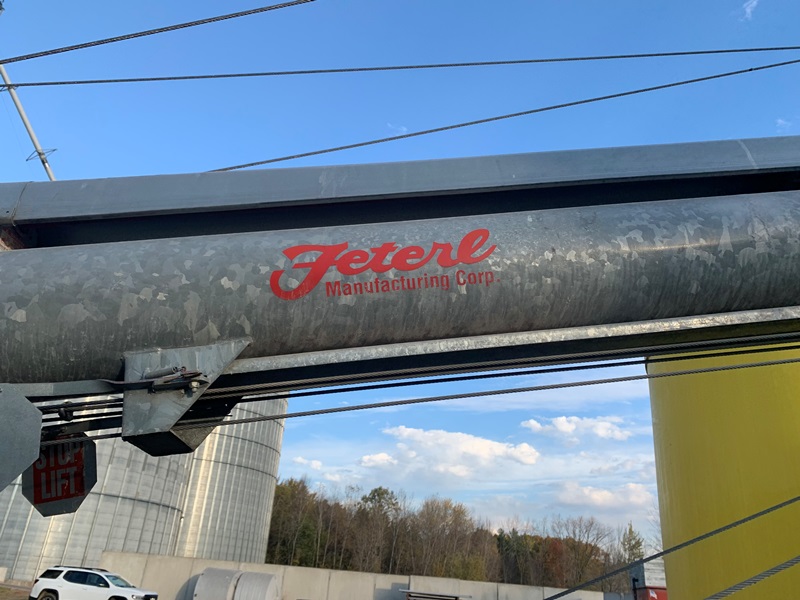 Feterl
Manufacturing Corp.
STOP!
LIFT